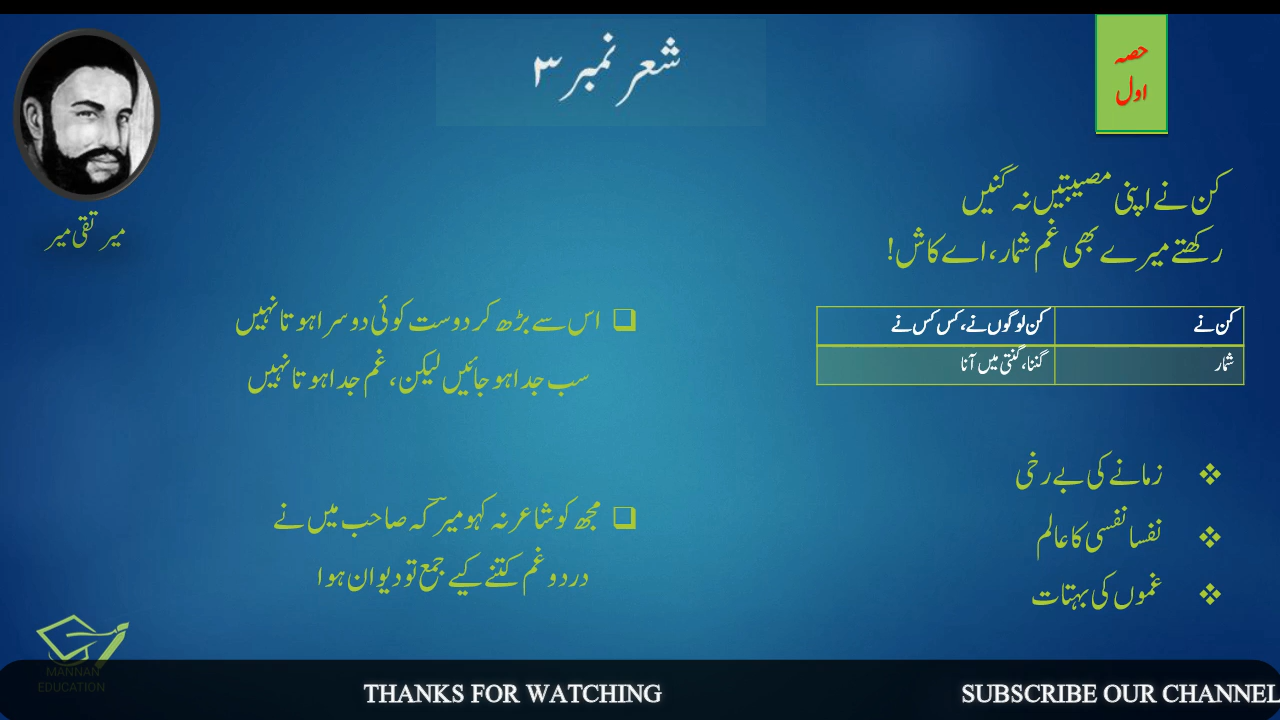 شعر نمبر ۳
حصہ
اول
میر تقی میر
کن نے اپنی مصیبتیں نہ گنیں
رکھتے میرے بھی غم شمار، اے کاش!
کن نے	کن لوگوں نے، کس کس نے
شمار	گننا، گنتی میں آنا
زمانے کی بے رخی
نفسا نفسی کا عالم
غموں کی بہتات
اس سے بڑھ کر دوست کوئی دوسرا ہوتا نہیں
سب جدا ہو جائیں لیکن، غم جدا ہوتا نہیں
مجھ کو شاعر نہ کہو میرؔ کہ صاحب میں نے
درد و غم کتنے کیے جمع تو دیوان ہوا
MANNAN
EDUCATION
THANKS FOR WATCHING
SUBSCRIBE OUR CHANNEL